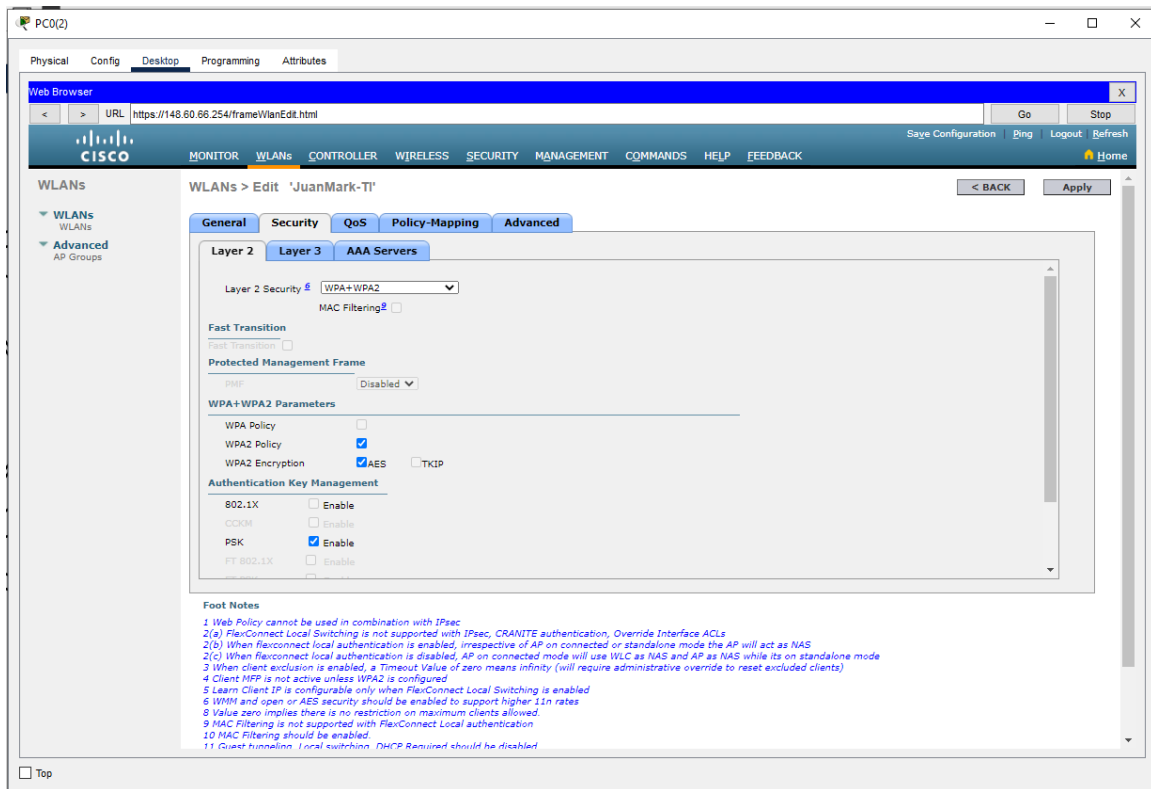 PC0(2)
Physical Config Desktop Programming Attributes
Web Browser X
< > URL https://148.60.66.254/frameWlanEdit.html Go Stop
Save Configuration Ping Logout Refresh
CISCO MONITOR WLANs CONTROLLER WIRELESS SECURITY MANAGEMENT COMMANDS HELP FEEDBACK Home
WLANs
WLANs
WLANs
Advanced
AP Groups
WLANs > Edit 'JuanMark-TI' < BACK Apply
General Security QoS Policy-Mapping Advanced
Layer 2 Layer 3 AAA Servers
Layer 2 Security 6 WPA+WPA2
MAC Filtering9
Fast Transition
Fast Transition
Protected Management Frame
PMF Disabled
WPA+WPA2 Parameters
WPA Policy
WPA2 Policy
WPA2 Encryption AES TKIP
Authentication Key Management
802.1X Enable
CCKM Enable
PSK Enable
FT 802.1X Enable
Foot Notes
1 Web Policy cannot be used in combination with IPsec
2(a) FlexConnect Local Switching is not supported with IPsec, CRANITE authentication, Override Interface ACLs
2(b) When flexconnect local authentication is enabled, irrespective of AP on connected or standalone mode the AP will act as NAS
2(c) When flexconnect local authentication is disabled, AP on connected mode will use WLC as NAS and AP as NAS while its on standalone mode
3 When client exclusion is enabled, a Timeout Value of zero means infinity (will require administrative override to reset excluded clients)
4 Client MFP is not active unless WPA2 is configured
5 Learn Client IP is configurable only when FlexConnect Local Switching is enabled
6 WMM and open or AES security should be enabled to support higher 11n rates
8 Value zero implies there is no restriction on maximum clients allowed.
9 MAC Filtering is not supported with FlexConnect Local authentication
10 MAC Filtering should be enabled.
11 Guest tunneling, Local switching, DHCP Required should be disabled
Top